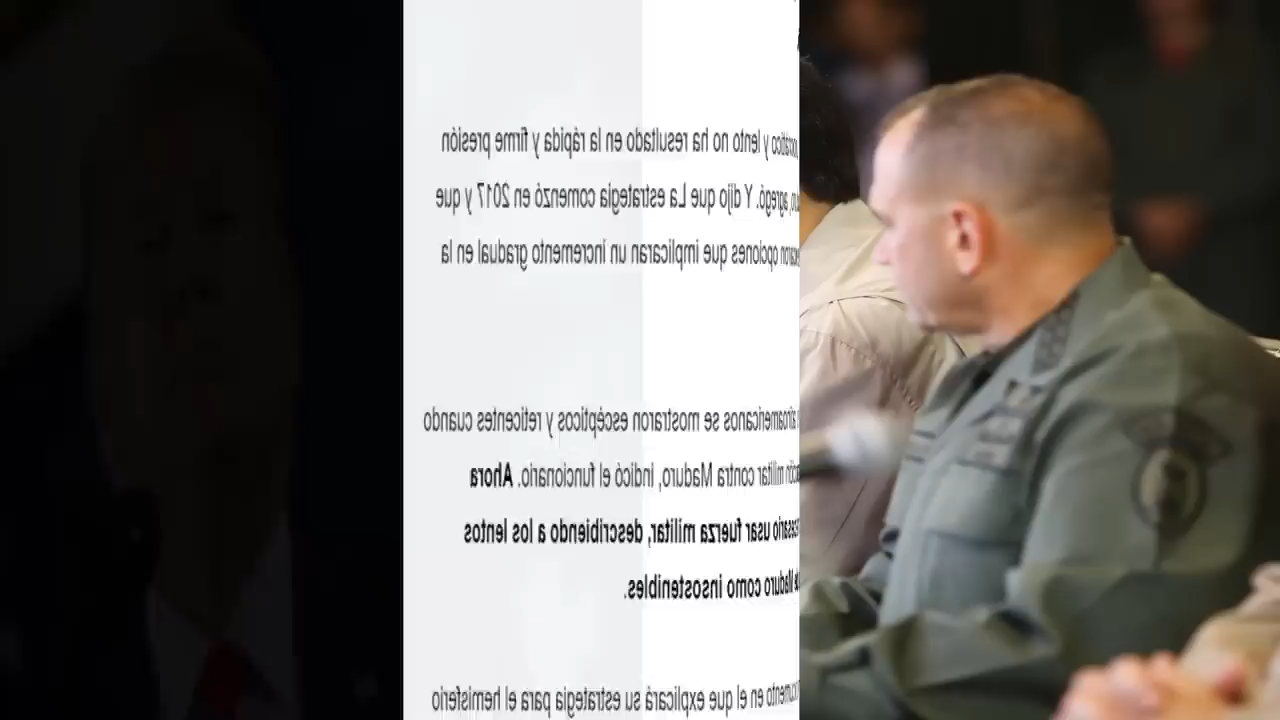 y lento no ha resultado en la rápida y firme presión
agregó. Y dijo que La estrategia comenzó en 2017 y que
opciones que implicaran un incremento gradual en la
se mostraron escépticos y reticentes cuando
militar contra Maduro, indicó el funcionario. Ahora
usar fuerza militar, describiendo a los lentos
Maduro como insostenibles.
en el que explicará su estrategia para el hemisferio